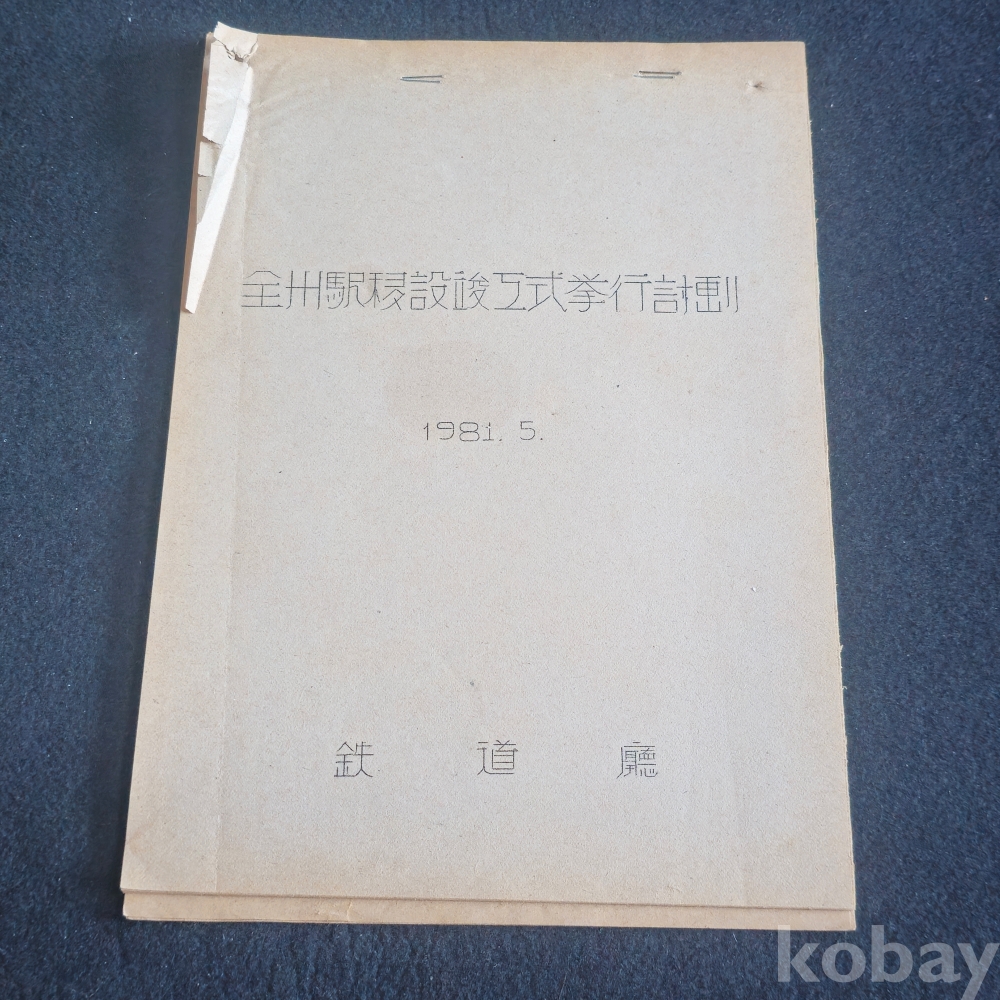 全州駅移設竣工式挙行計劃
1981. 5.
鉄 道 廳
kobay